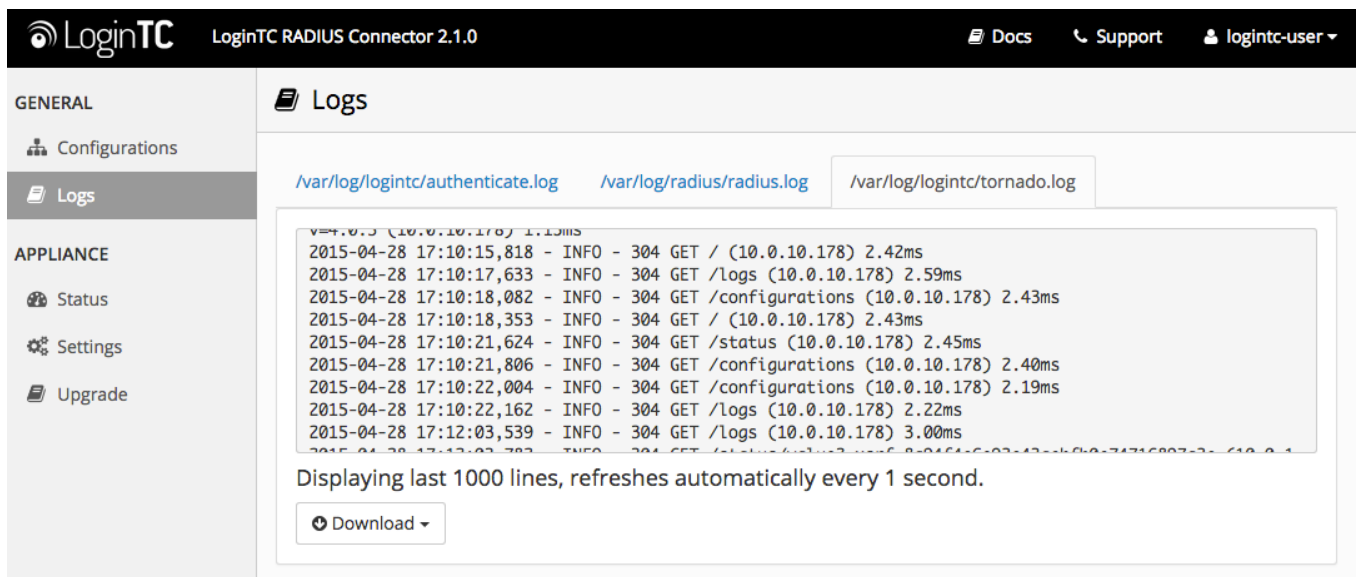 LoginTC LoginTC RADIUS Connector 2.1.0 Docs Support logintc-user
GENERAL
Configurations
Logs
APPLIANCE
Status
Settings
Upgrade
Logs
/var/log/logintc/authenticate.log /var/log/radius/radius.log /var/log/logintc/tornado.log
v=4.0.5 (10.0.10.178) 1.15ms
2015-04-28 17:10:15,818 - INFO - 304 GET / (10.0.10.178) 2.42ms
2015-04-28 17:10:17,633 - INFO - 304 GET /logs (10.0.10.178) 2.59ms
2015-04-28 17:10:18,082 - INFO - 304 GET /configurations (10.0.10.178) 2.43ms
2015-04-28 17:10:18,353 - INFO - 304 GET / (10.0.10.178) 2.43ms
2015-04-28 17:10:21,624 - INFO - 304 GET /status (10.0.10.178) 2.45ms
2015-04-28 17:10:21,806 - INFO - 304 GET /configurations (10.0.10.178) 2.40ms
2015-04-28 17:10:22,004 - INFO - 304 GET /configurations (10.0.10.178) 2.19ms
2015-04-28 17:10:22,162 - INFO - 304 GET /logs (10.0.10.178) 2.22ms
2015-04-28 17:12:03,539 - INFO - 304 GET /logs (10.0.10.178) 3.00ms
Displaying last 1000 lines, refreshes automatically every 1 second.
Download